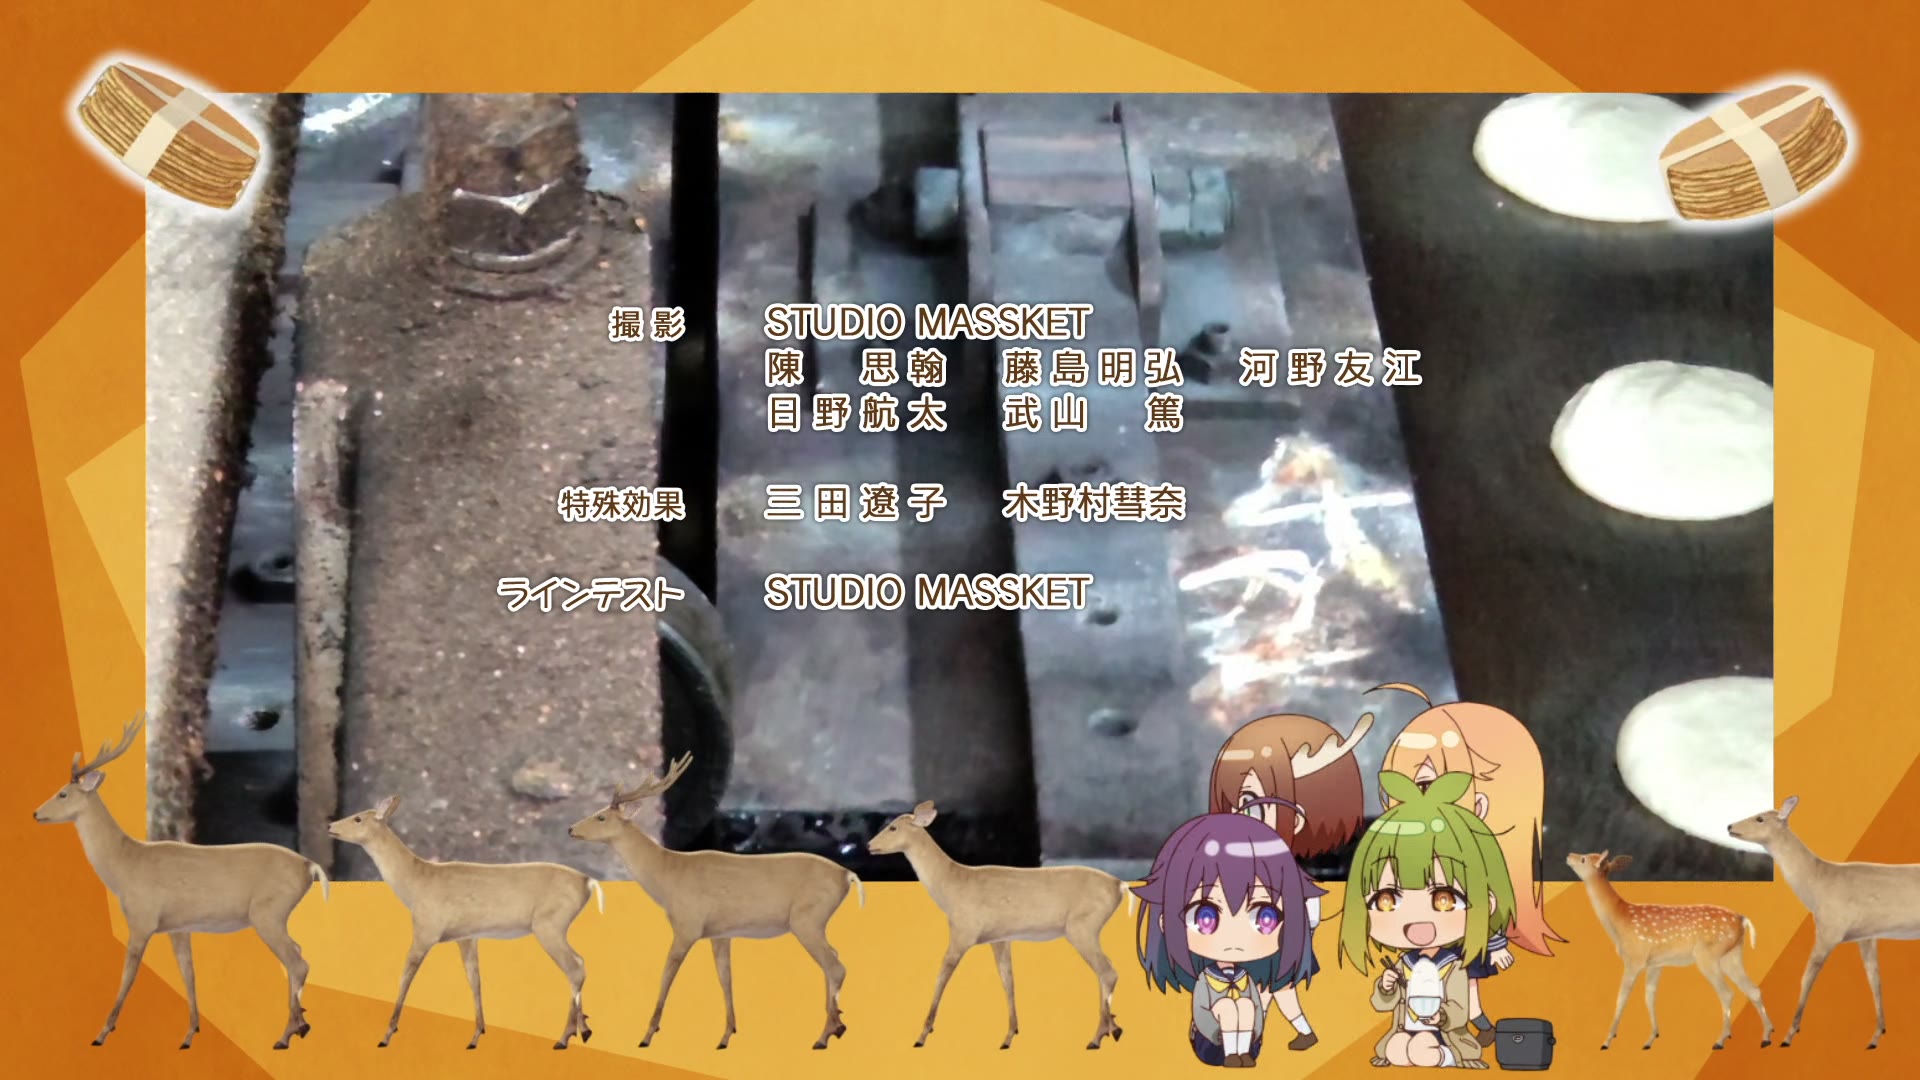 撮影 STUDIO MASSKET
陳 思翰 藤島明弘 河野友江
日野航太 武山 篤
特殊効果 三田遼子 木野村彗奈
ラインテスト STUDIO MASSKET